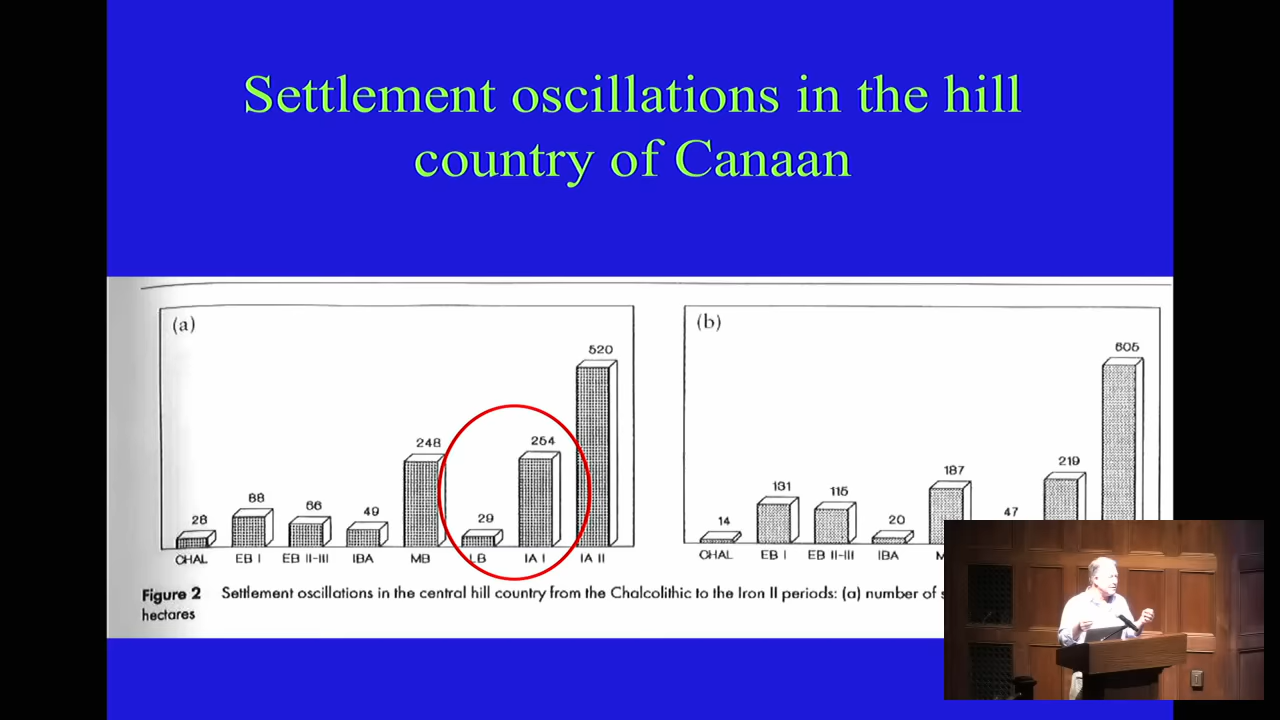 Settlement oscillations in the hill
country of Canaan
(a)
28
88
66
49
248
29
254
520
CHAL
EB I
EB II-III
IBA
MB
LB
IA I
IA II
(b)
14
131
115
20
187
47
219
605
CHAL
EB I
EB II-III
IBA
Figure 2 Settlement oscillations in the central hill country from the Chalcolithic to the Iron II periods: (a) number of
hectares